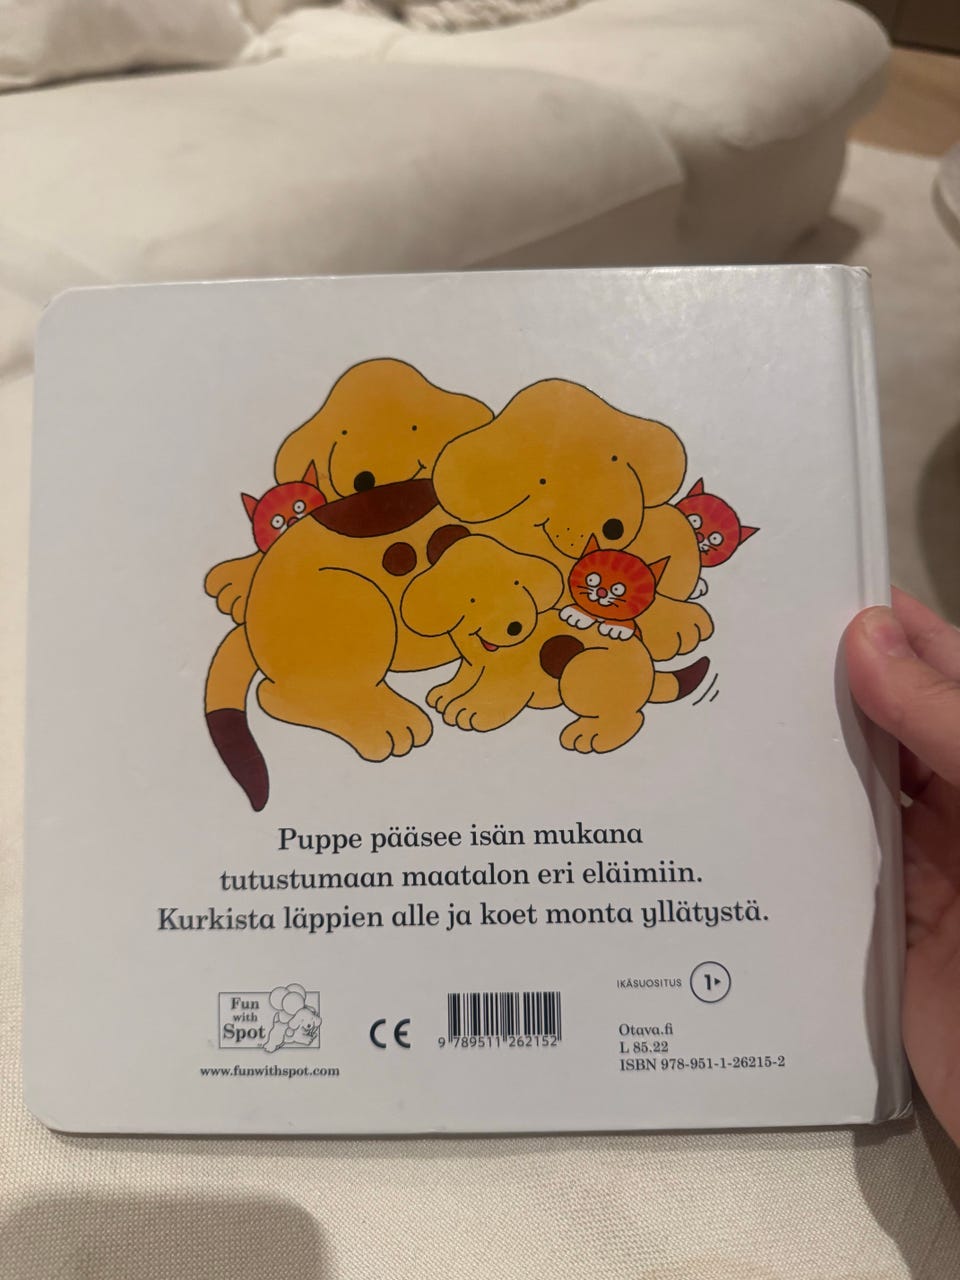 Puppe pääsee isän mukana
tutustumaan maatalon eri eläimiin.
Kurkista läppien alle ja koet monta yllätystä.
Fun
with
Spot
www.funwithspot.com
CE
9 789511 262152
IKÄSUOSITUS 1
Otava.fi
L 85.22
ISBN 978-951-1-26215-2